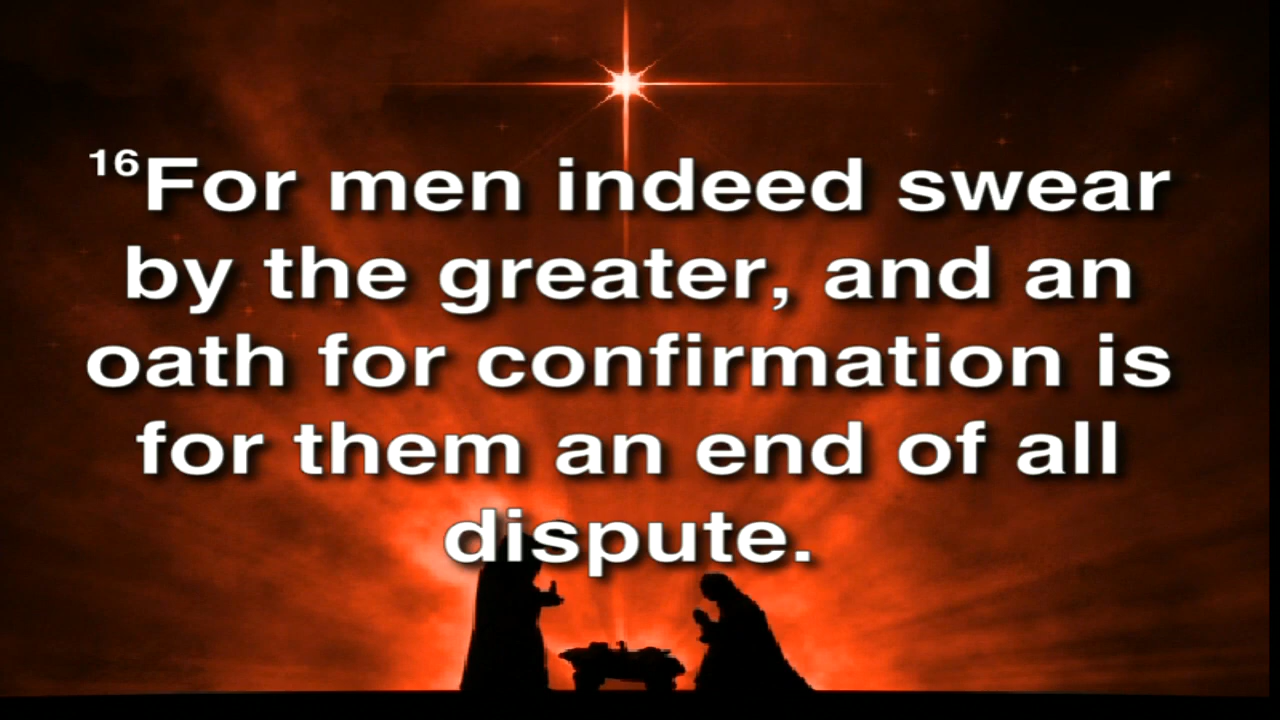 16For men indeed swear
by the greater, and an
oath for confirmation is
for them an end of all
dispute.